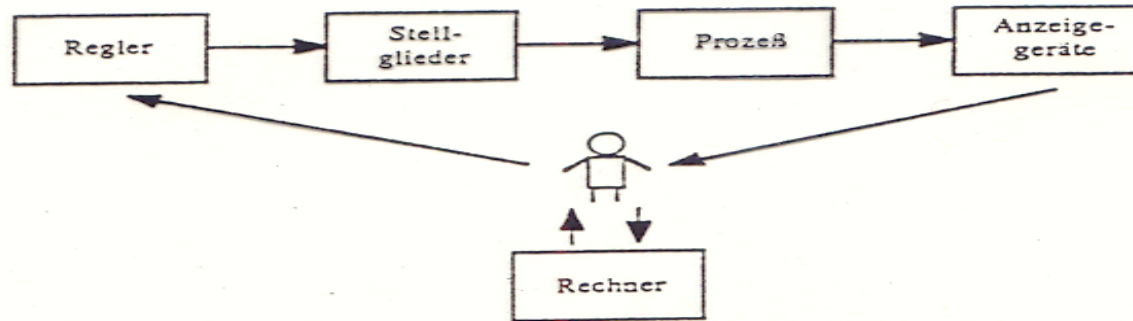 Regler
Stell-
glieder
Prozeß
Anzeige-
geräte
Rechner